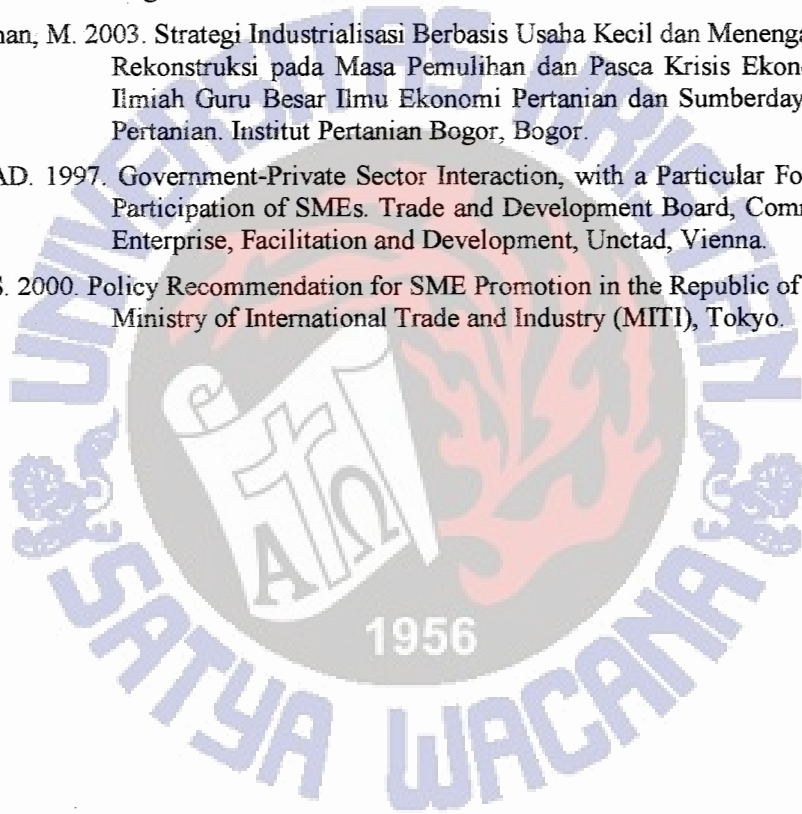 nan, M. 2003. Strategi Industrialisasi Berbasis Usaha Kecil dan Menenga
Rekonstruksi pada Masa Pemulihan dan Pasca Krisis Ekon
Ilmiah Guru Besar Ilmu Ekonomi Pertanian dan Sumberday
Pertanian. Institut Pertanian Bogor, Bogor.
AD. 1997. Government-Private Sector Interaction, with a Particular Fo
Participation of SMEs. Trade and Development Board, Com
Enterprise, Facilitation and Development, Unctad, Vienna.
S. 2000. Policy Recommendation for SME Promotion in the Republic of
Ministry of International Trade and Industry (MITI), Tokyo.
UNIVERSITAS KRISTEN
Α Ω
1956
SATYA WACANA